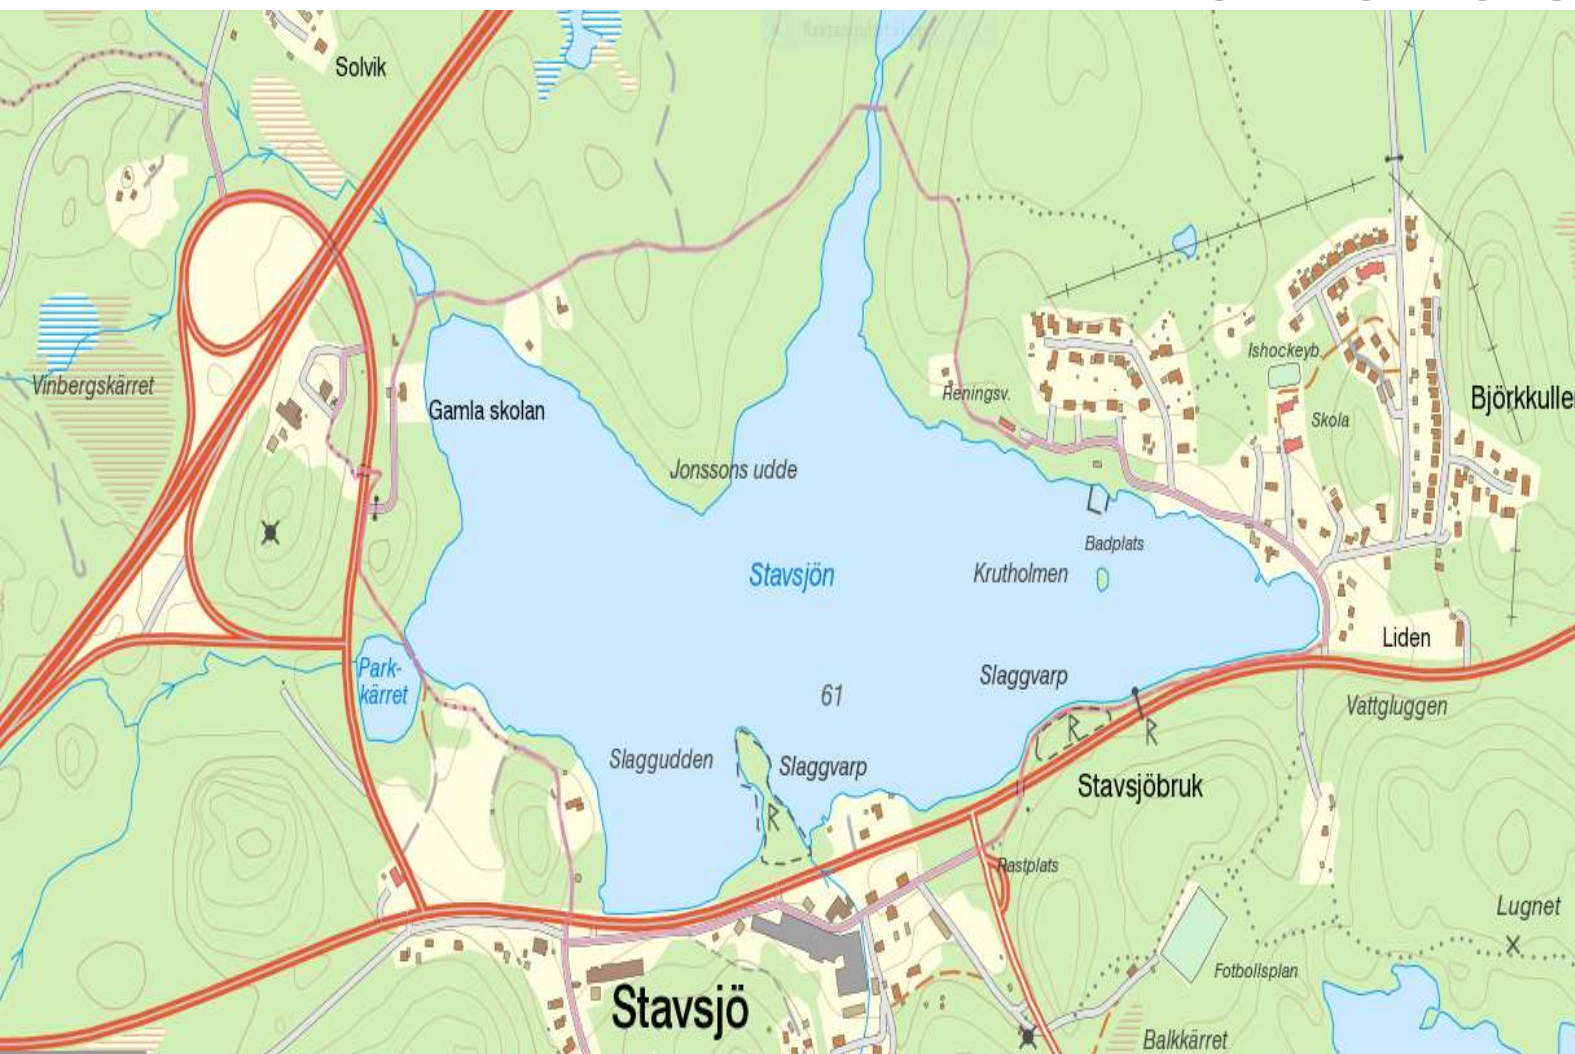 Solvik
Vinbergskärret
Gamla skolan
Jonssons udde
Reningsv.
Ishockeyb.
Skola
Björkkulle
Badplats
Krutholmen
Stavsjön
Park-
kärret
Liden
Slaggvarp
61
Vattgluggen
Slaggudden
Slaggvarp
R
R
R
Stavsjöbruk
Rastplats
Lugnet
Fotbollsplan
Stavsjö
Balkkärret